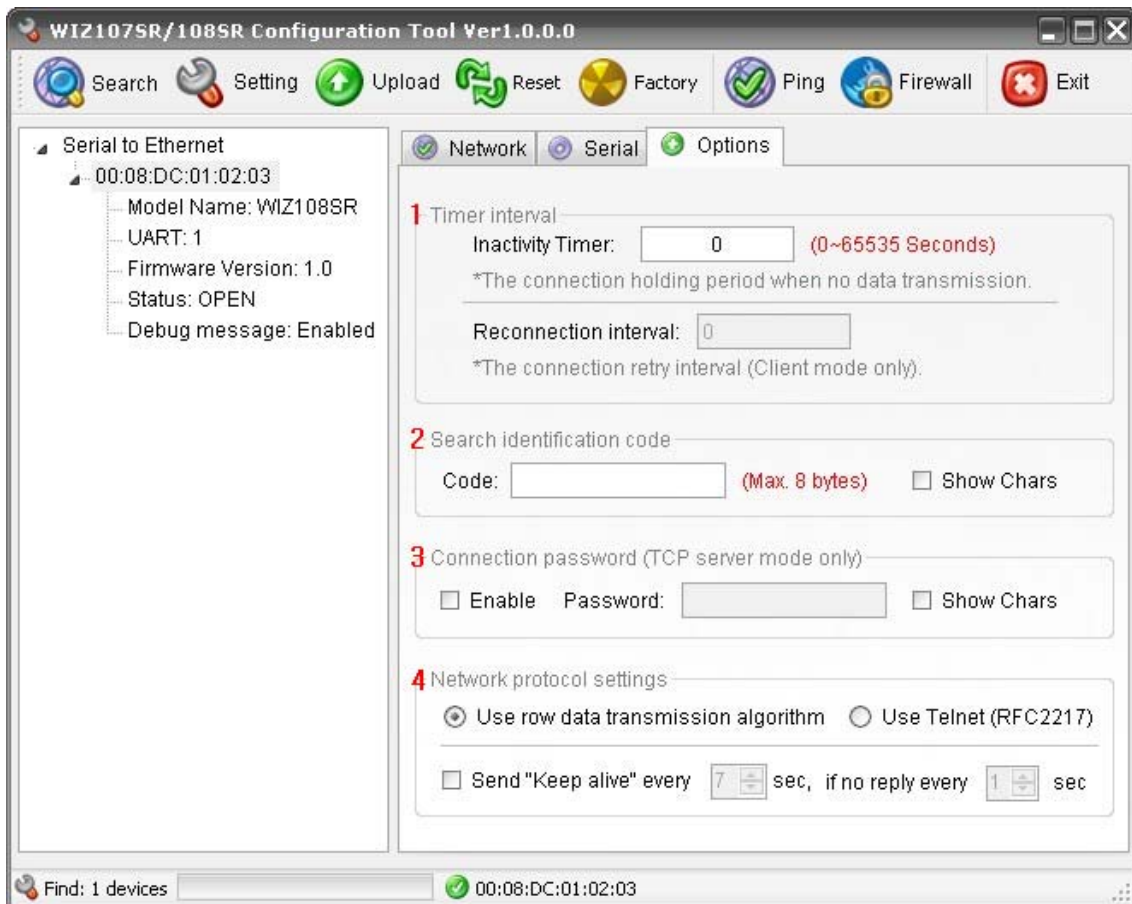 WIZ107SR/108SR Configuration Tool Ver1.0.0.0
Search Setting Upload Reset Factory Ping Firewall Exit
Serial to Ethernet
00:08:DC:01:02:03
Model Name: WIZ108SR
UART: 1
Firmware Version: 1.0
Status: OPEN
Debug message: Enabled
Network Serial Options
1 Timer interval
Inactivity Timer: 0 (0~65535 Seconds)
*The connection holding period when no data transmission.
Reconnection interval: 0
*The connection retry interval (Client mode only).
2 Search identification code
Code: (Max. 8 bytes) Show Chars
3 Connection password (TCP server mode only)
Enable Password: Show Chars
4 Network protocol settings
Use row data transmission algorithm Use Telnet (RFC2217)
Send "Keep alive" every 7 sec, if no reply every 1 sec
Find: 1 devices 00:08:DC:01:02:03